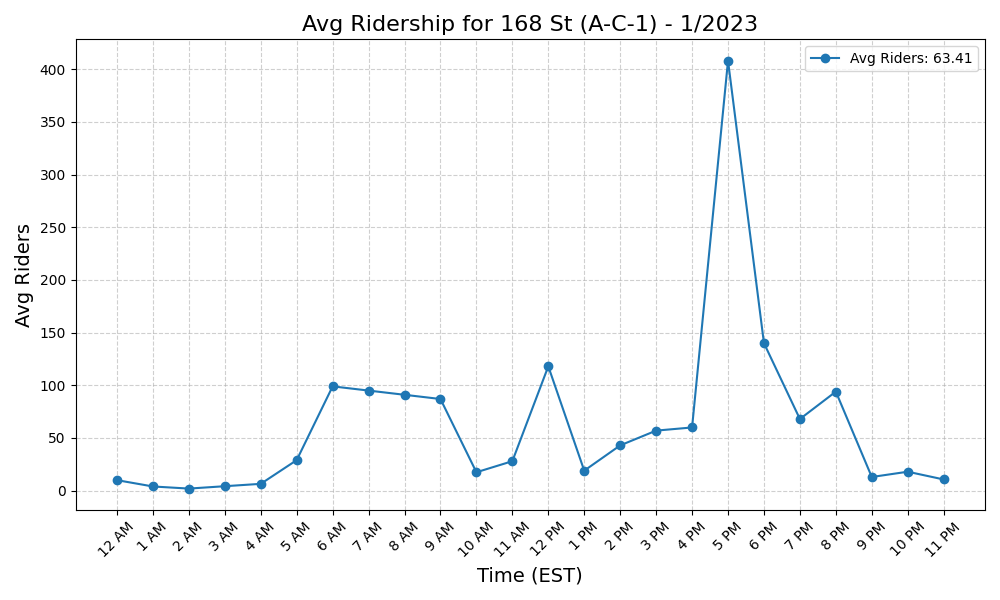 Avg Ridership for 168 St (A-C-1) - 1/2023
Avg Riders: 63.41
Avg Riders
400
350
300
250
200
150
100
50
0
12 AM
1 AM
2 AM
3 AM
4 AM
5 AM
6 AM
7 AM
8 AM
9 AM
10 AM
11 AM
12 PM
1 PM
2 PM
3 PM
4 PM
5 PM
6 PM
7 PM
8 PM
9 PM
10 PM
11 PM
Time (EST)